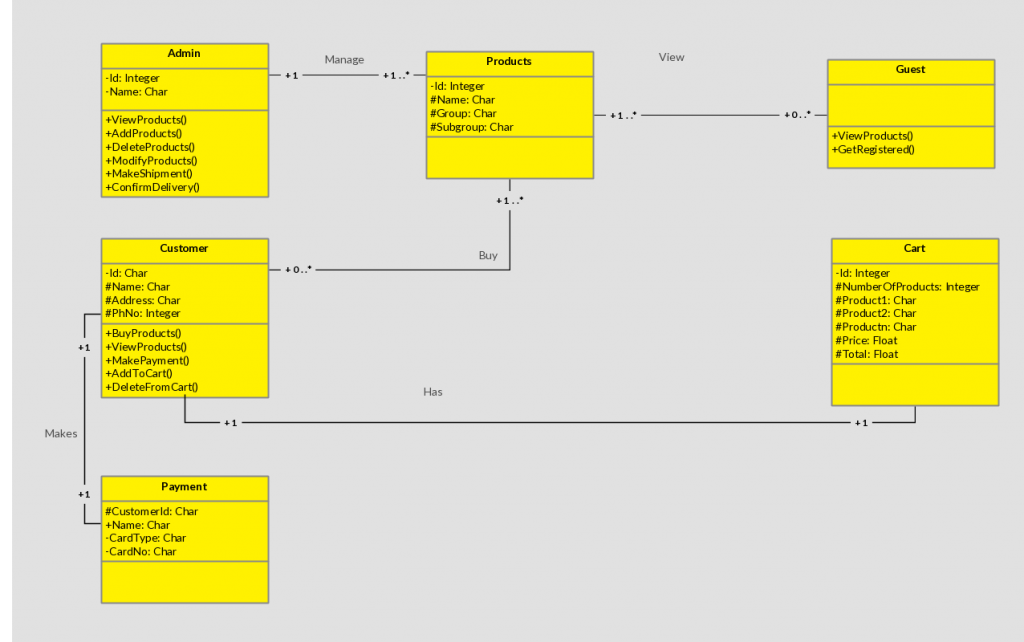 Admin
-Id: Integer
-Name: Char
+ViewProducts()
+AddProducts()
+DeleteProducts()
+ModifyProducts()
+MakeShipment()
+ConfirmDelivery()
Manage
+1
+1..*
Products
-Id: Integer
#Name: Char
#Group: Char
#Subgroup: Char
View
+1..*
+0..*
Guest
+ViewProducts()
+GetRegistered()
+1..*
Buy
+0..*
Customer
-Id: Char
#Name: Char
#Address: Char
#PhNo: Integer
+BuyProducts()
+ViewProducts()
+MakePayment()
+AddToCart()
+DeleteFromCart()
Cart
-Id: Integer
#NumberOfProducts: Integer
#Product1: Char
#Product2: Char
#Productn: Char
#Price: Float
#Total: Float
Has
+1
+1
+1
Makes
+1
Payment
#CustomerId: Char
+Name: Char
-CardType: Char
-CardNo: Char